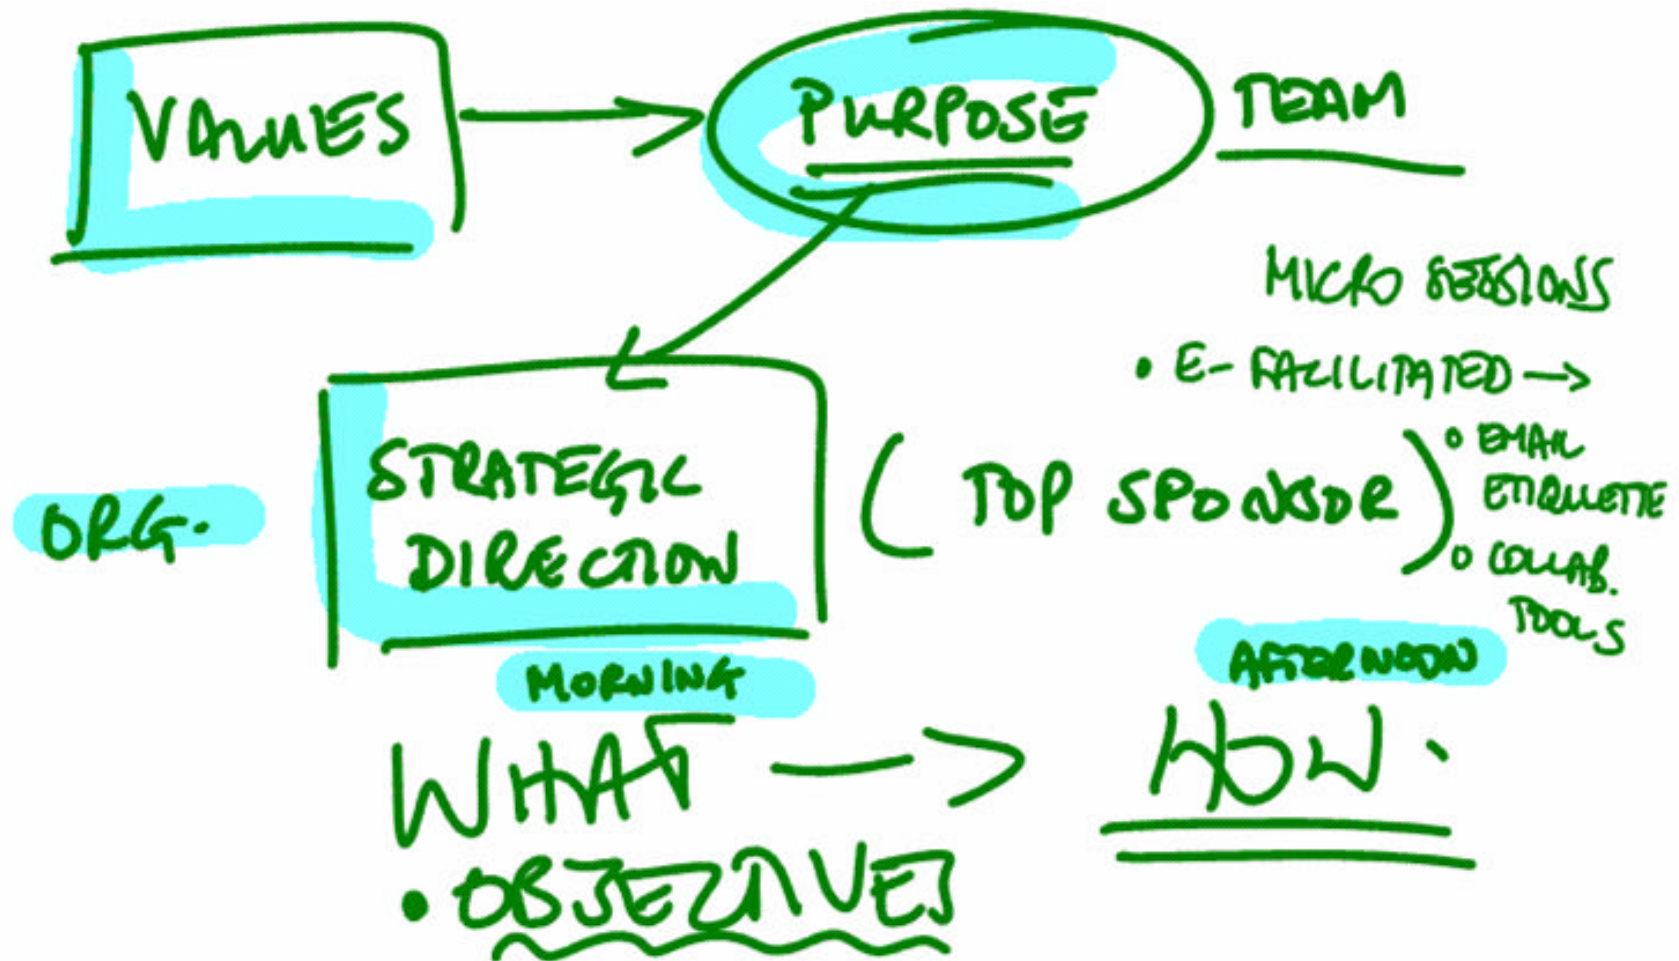 VALUES → PURPOSE TEAM
MICRO SESSIONS
• E-FACILITATED →
• EMAIL
ETIQUETTE
• COLLAB.
TOOLS
ORG.
STRATEGIC
DIRECTION
(TOP SPONSOR)
MORNING
AFTERNOON
WHAT → HOW.
• OBJECTIVES